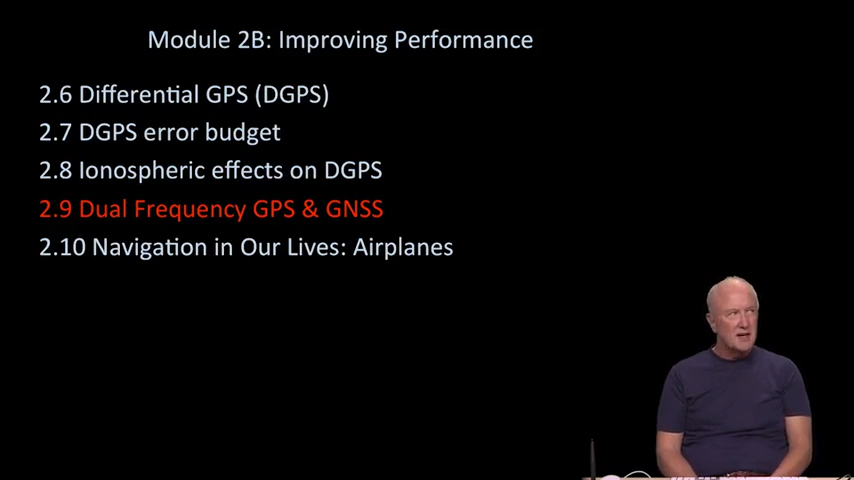 Module 2B: Improving Performance
2.6 Differential GPS (DGPS)
2.7 DGPS error budget
2.8 Ionospheric effects on DGPS
2.9 Dual Frequency GPS & GNSS
2.10 Navigation in Our Lives: Airplanes